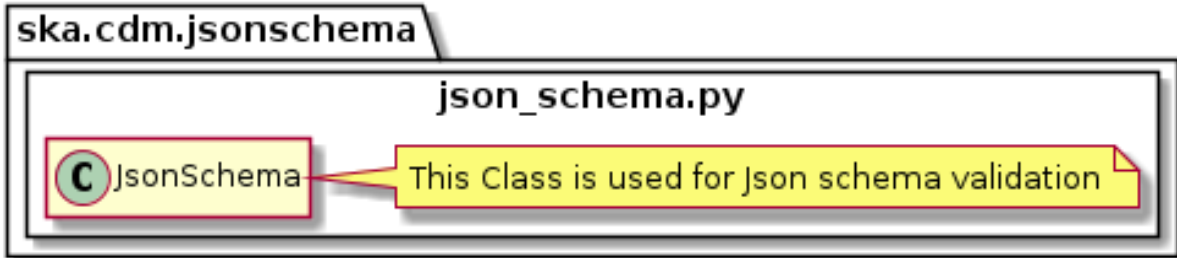 ska.cdm.jsonschema
json_schema.py
C JsonSchema
This Class is used for Json schema validation